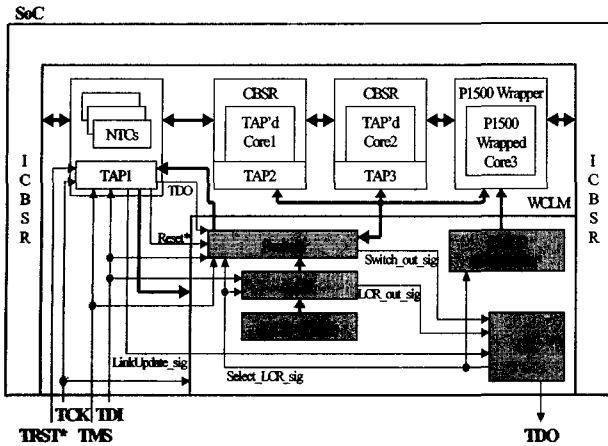 SoC
CBSR
CBSR
P1500 Wrapper
NTCs
TAP'd
Core1
TAP'd
Core2
P1500
Wrapped
Core3
I
C
B
S
R
I
C
B
S
R
TAP1
TAP2
TAP3
TDO
WCLM
Reset*
Switch_out_sig
LCR_out_sig
LinkUpdate_sig
Select_LCR_sig
TCK
TDI
TRST*
TMS
TDO